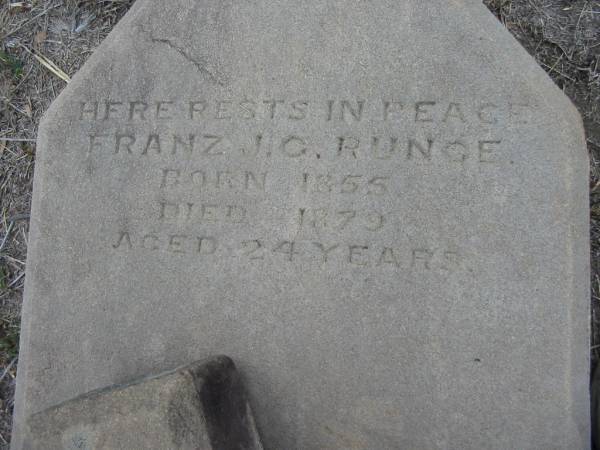 HERE RESTS IN PEACE
FRANZ J.C. RUNGE.
BORN 1855
DIED 1879
AGED 24 YEARS.